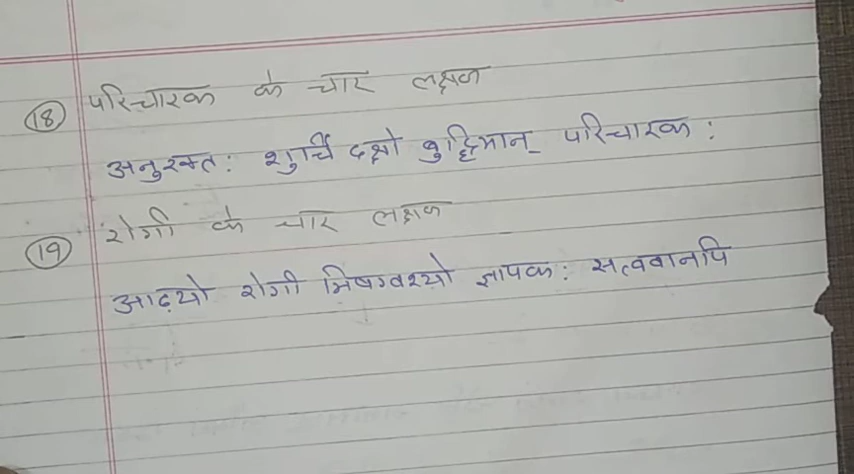 (18) परिचारक के चार लक्षण
अनुरक्तः शुर्चि दक्षो बुद्धिमान् परिचारकः
(19) रोगी के चार लक्षण
आढ्यो रोगी भिषग्वश्यो ज्ञापकः सत्ववानपि